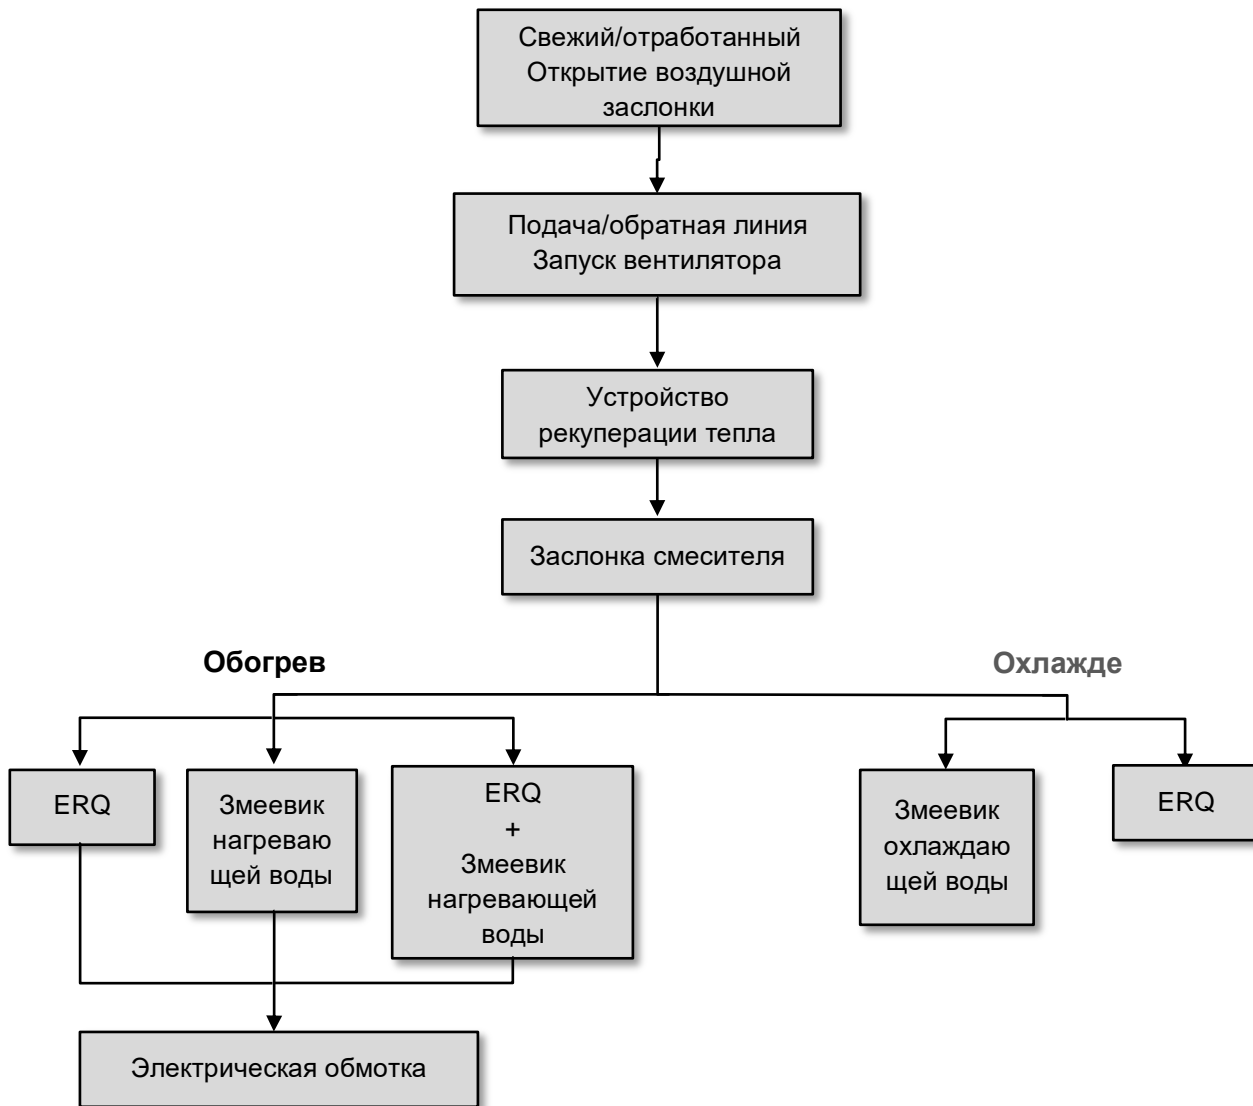 Свежий/отработанный
Открытие воздушной
заслонки
Подача/обратная линия
Запуск вентилятора
Устройство
рекуперации тепла
Заслонка смесителя
Обогрев
Охлажде
ERQ
Змеевик
нагреваю
щей воды
ERQ
+
Змеевик
нагревающей
воды
Змеевик
охлаждаю
щей воды
ERQ
Электрическая обмотка